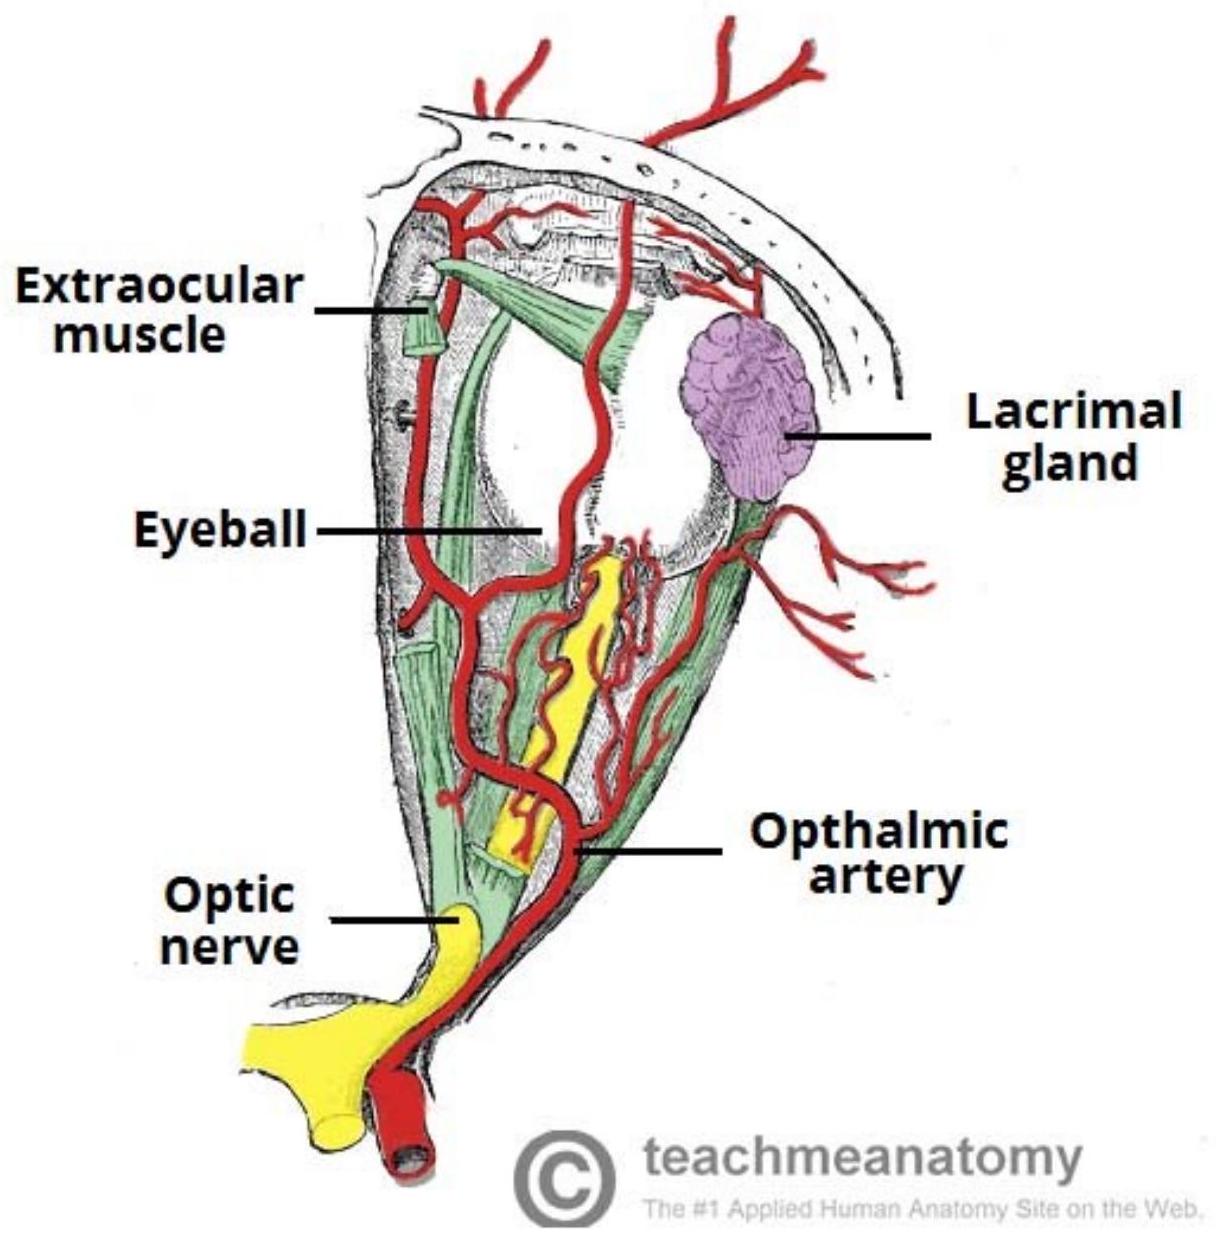 Extraocular
muscle
Lacrimal
gland
Eyeball
Opthalmic
artery
Optic
nerve
© teachmeanatomy
The #1 Applied Human Anatomy Site on the Web.